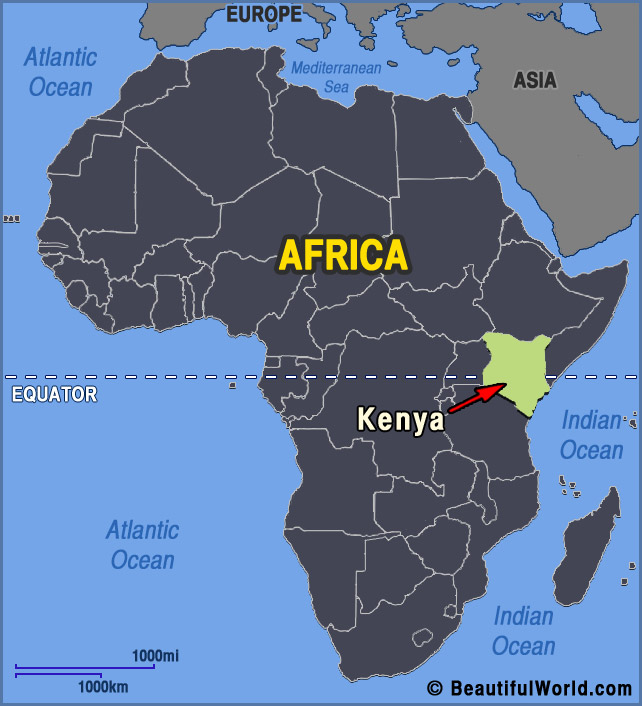 EUROPE
Atlantic
Ocean
Mediterranean
Sea
ASIA
AFRICA
EQUATOR
Kenya
Indian
Ocean
Atlantic
Ocean
Indian
Ocean
1000mi
1000km
© BeautifulWorld.com